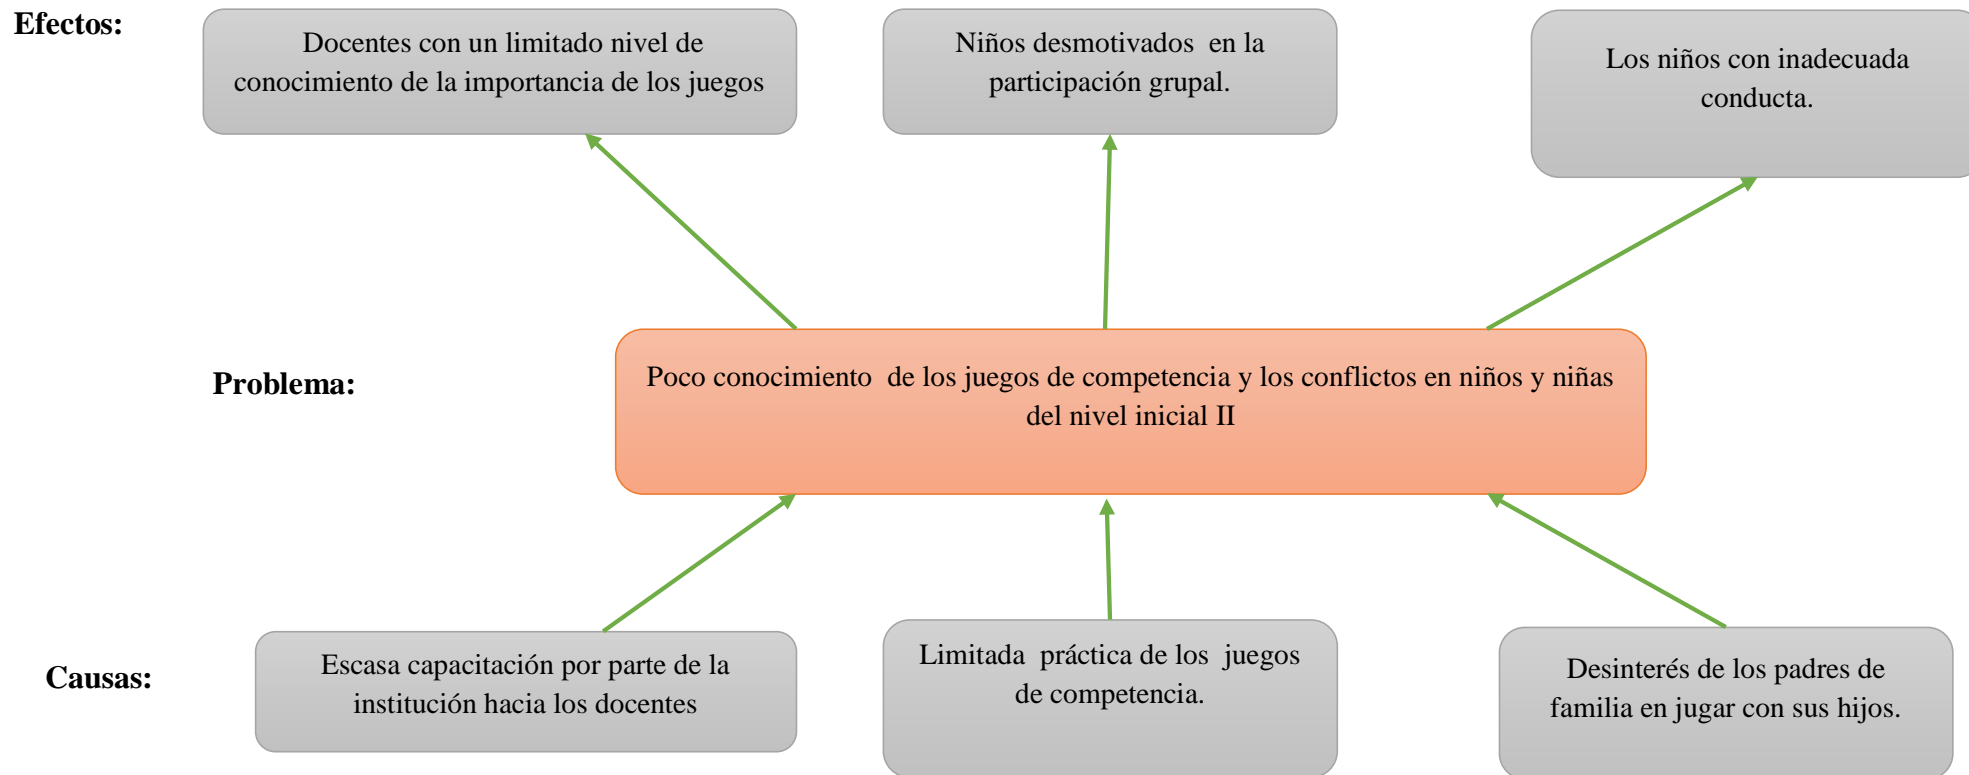 Efectos:
Docentes con un limitado nivel de
conocimiento de la importancia de los juegos
Niños desmotivados en la
participación grupal.
Los niños con inadecuada
conducta.
Problema:
Poco conocimiento de los juegos de competencia y los conflictos en niños y niñas
del nivel inicial II
Causas:
Escasa capacitación por parte de la
institución hacia los docentes
Limitada práctica de los juegos
de competencia.
Desinterés de los padres de
familia en jugar con sus hijos.